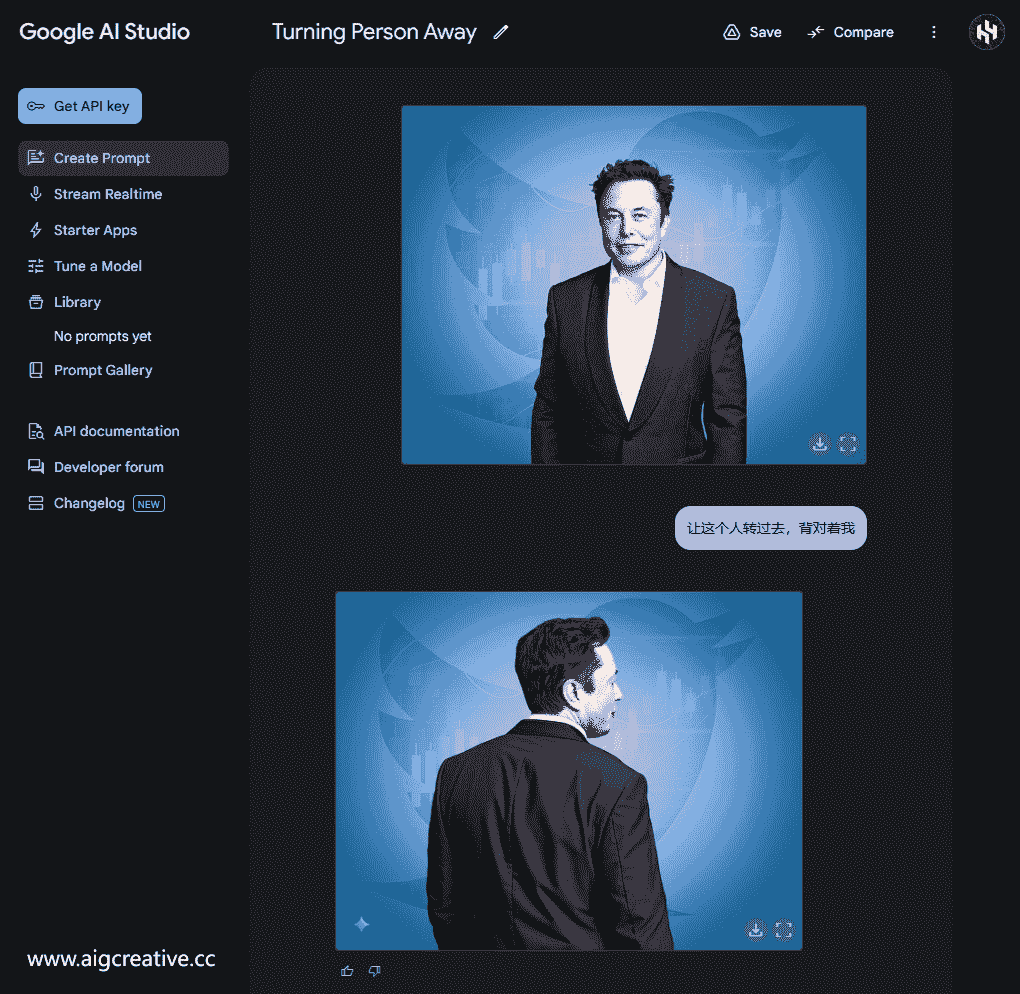 Google AI Studio
Turning Person Away
Save
Compare
Get API key
Create Prompt
Stream Realtime
Starter Apps
Tune a Model
Library
No prompts yet
Prompt Gallery
API documentation
Developer forum
Changelog NEW
让这个人转过去，背对着我
www.aigcreative.cc